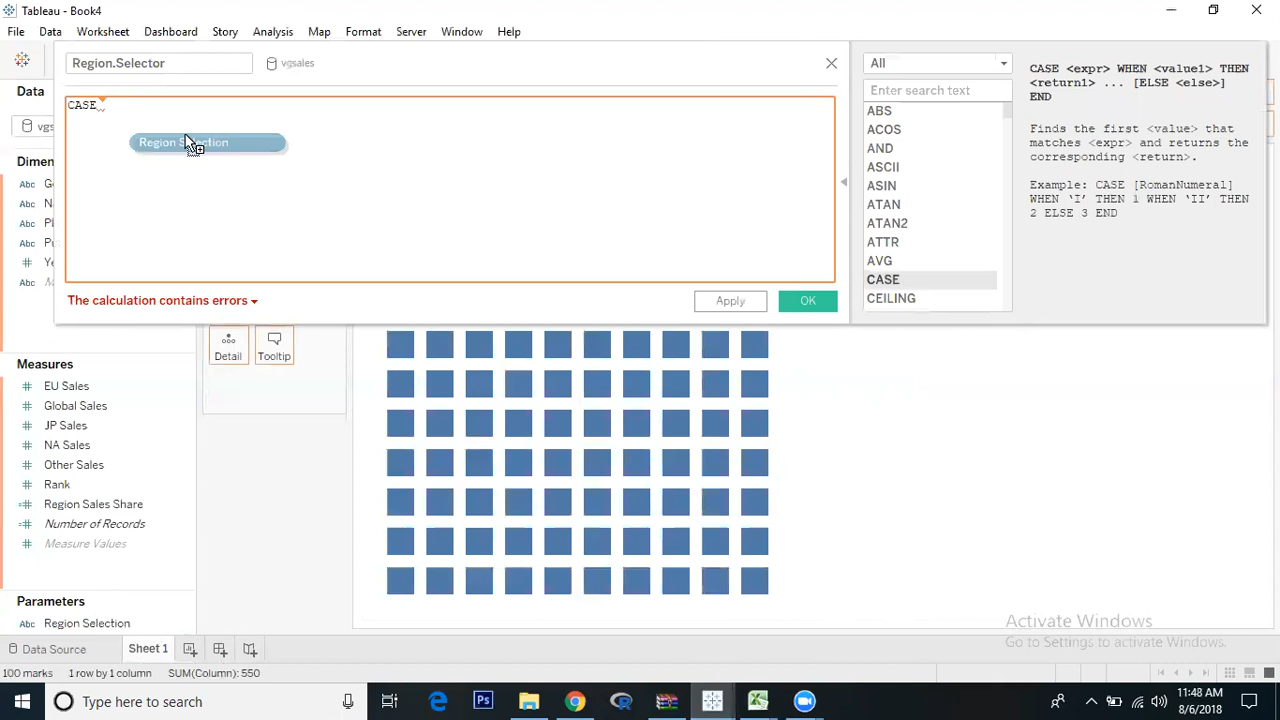 Tableau - Book4
File Data Worksheet Dashboard Story Analysis Map Format Server Window Help
Region.Selector
vgsales
All
Enter search text
CASE
Region Selection
The calculation contains errors
Apply
OK
ABS
ACOS
AND
ASCII
ASIN
ATAN
ATAN2
ATTR
AVG
CASE
CEILING
CASE <expr> WHEN <value1> THEN
<return1> ... [ELSE <else>]
END
Finds the first <value> that
matches <expr> and returns the
corresponding <return>.
Example: CASE [RomanNumeral]
WHEN 'I' THEN 1 WHEN 'II' THEN
2 ELSE 3 END
Data
Abc
Abc
Abc
Abc
Abc
Detail
Tooltip
Measures
EU Sales
Global Sales
JP Sales
NA Sales
Other Sales
Rank
Region Sales Share
Number of Records
Measure Values
Parameters
Region Selection
Activate Windows
Go to Settings to activate Windows.
Data Source
Sheet 1
100 marks 1 row by 1 column SUM(Column): 550
Type here to search
11:48 AM
8/6/2018